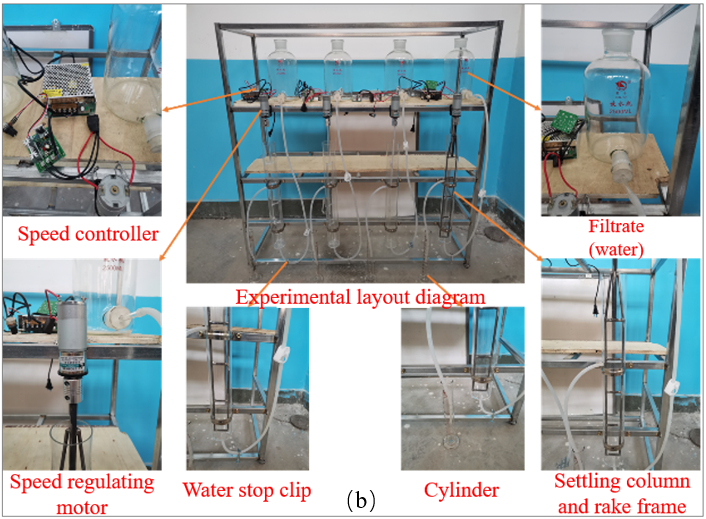 Speed controller
Experimental layout diagram
Filtrate
(water)
Speed regulating
motor
Water stop clip
Cylinder
Settling column
and rake frame
(b)
2500ML